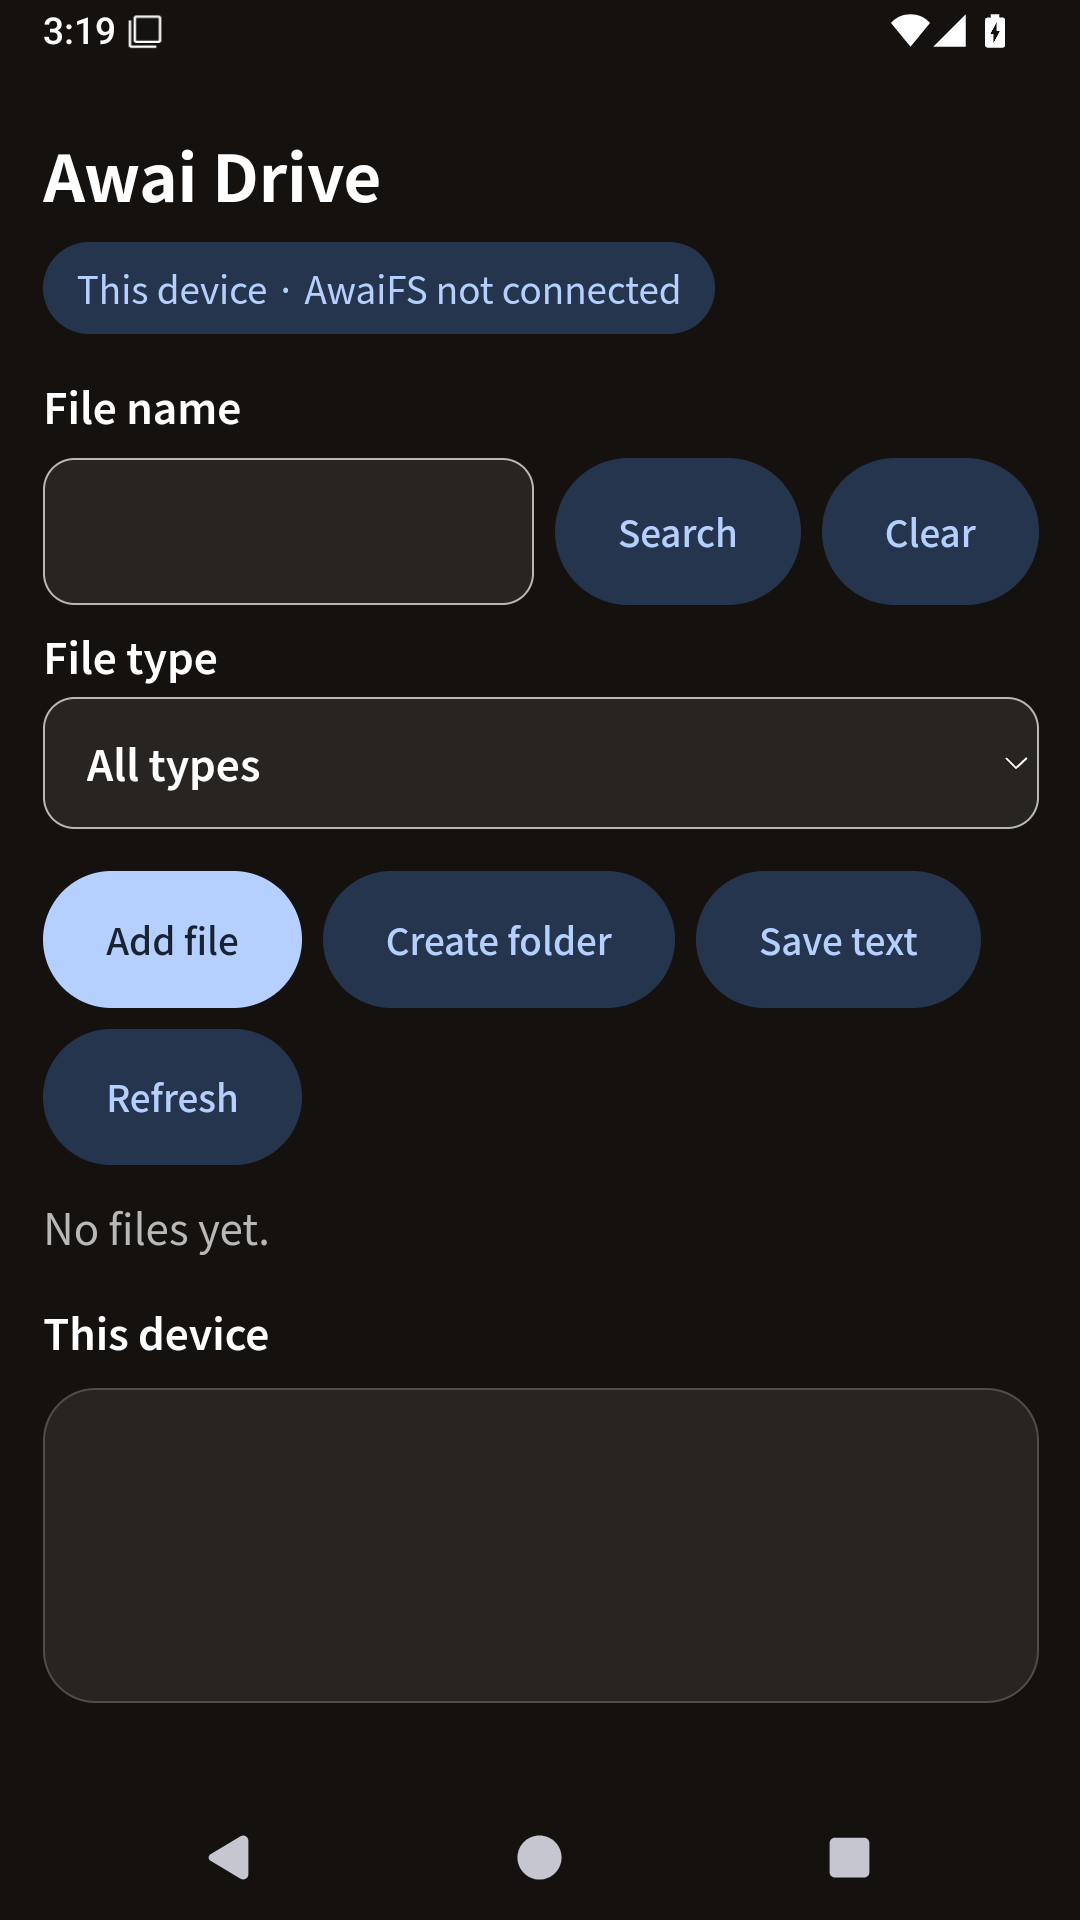 3:19
Awai Drive
This device · AwaiFS not connected
File name
Search Clear
File type
All types
Add file Create folder Save text
Refresh
No files yet.
This device